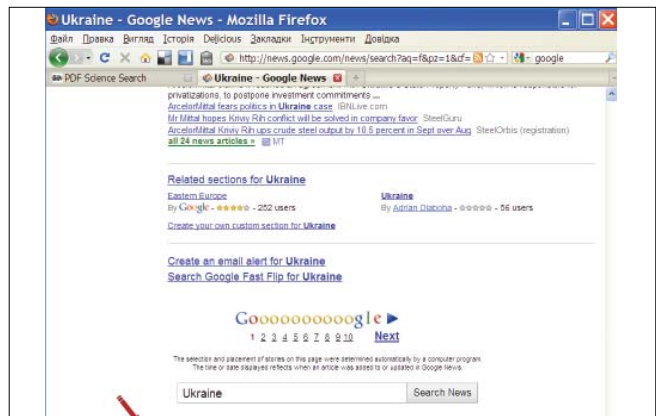 Ukraine - Google News - Mozilla Firefox
Файл Правка Вигляд Історія Delicious Закладки Інструменти Довідка
http://news.google.com/news/search?aq=f&pz=1&cf= google
PDF Science Search Ukraine - Google News
privatizations, to postpone investment commitments ...
ArcelorMittal fears politics in Ukraine case IBNLive.com
Mr Mittal hopes Kriviy Rih conflict will be solved in company favor SteelGuru
ArcelorMittal Kriviy Rih ups crude steel output by 10.5 percent in Sept over Aug SteelOrbis (registration)
all 24 news articles » MT
Related sections for Ukraine
Eastern Europe Ukraine
By Google - 252 users By Adrian Diaboha - 56 users
Create your own custom section for Ukraine
Create an email alert for Ukraine
Search Google Fast Flip for Ukraine
Goooooooooogle
1 2 3 4 5 6 7 8 9 10 Next
The selection and placement of stories on this page were determined automatically by a computer program.
The time or date displayed reflects when an article was added to or updated in Google News.
Ukraine Search News